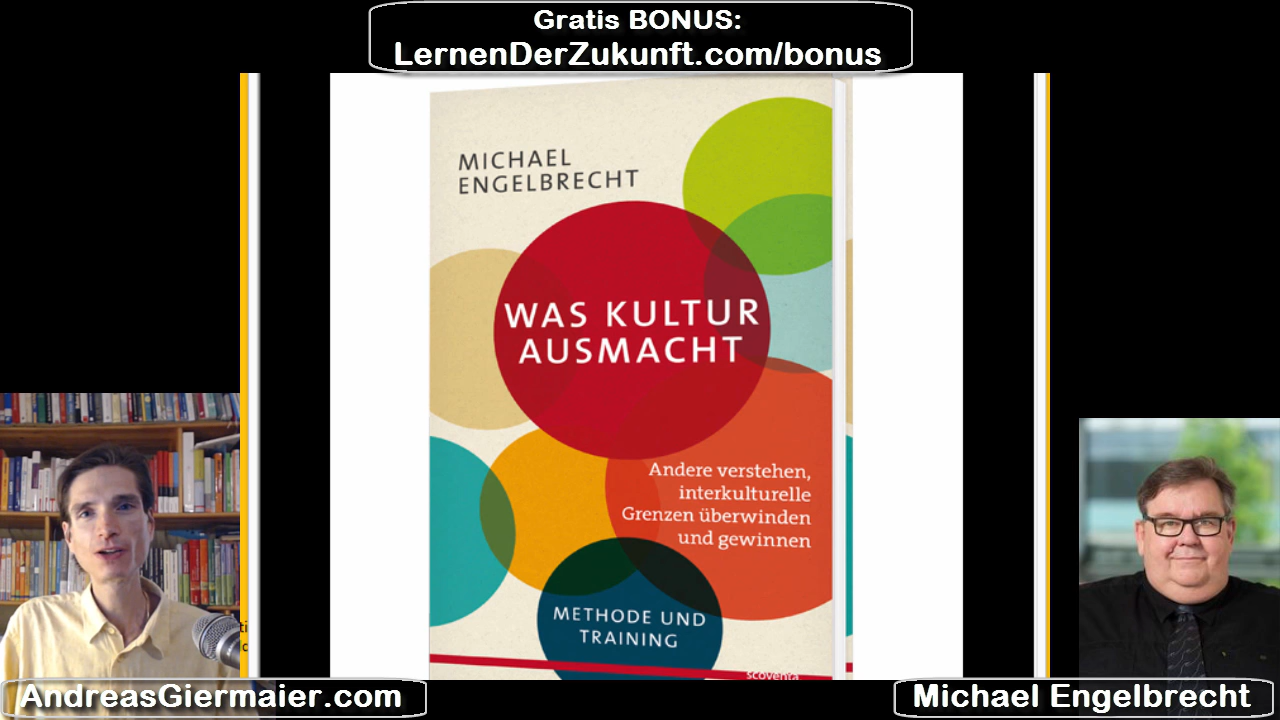 Gratis BONUS:
LernenDerZukunft.com/bonus
MICHAEL
ENGELBRECHT
WAS KULTUR
AUSMACHT
Andere verstehen,
interkulturelle
Grenzen überwinden
und gewinnen
METHODE UND
TRAINING
scoventa
AndreasGiermaier.com
Michael Engelbrecht